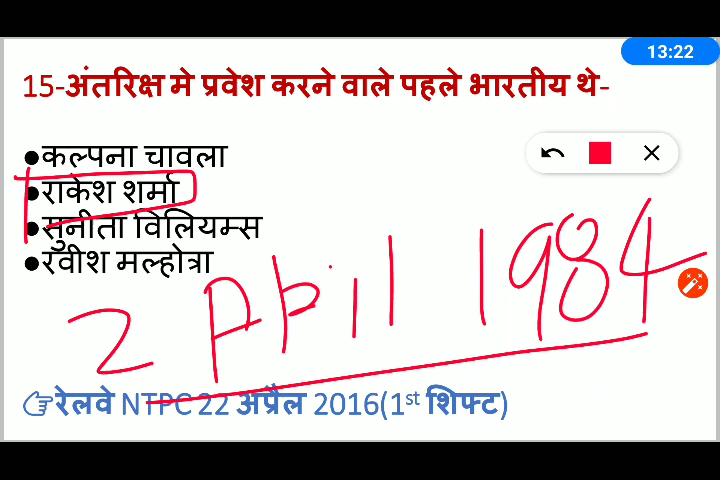 13:22
15-अंतरिक्ष मे प्रवेश करने वाले पहले भारतीय थे-
●कल्पना चावला
●राकेश शर्मा
●सुनीता विलियम्स
●रवीश मल्होत्रा
2 Apil 1984
👉रेलवे NTPC 22 अप्रैल 2016(1st शिफ्ट)